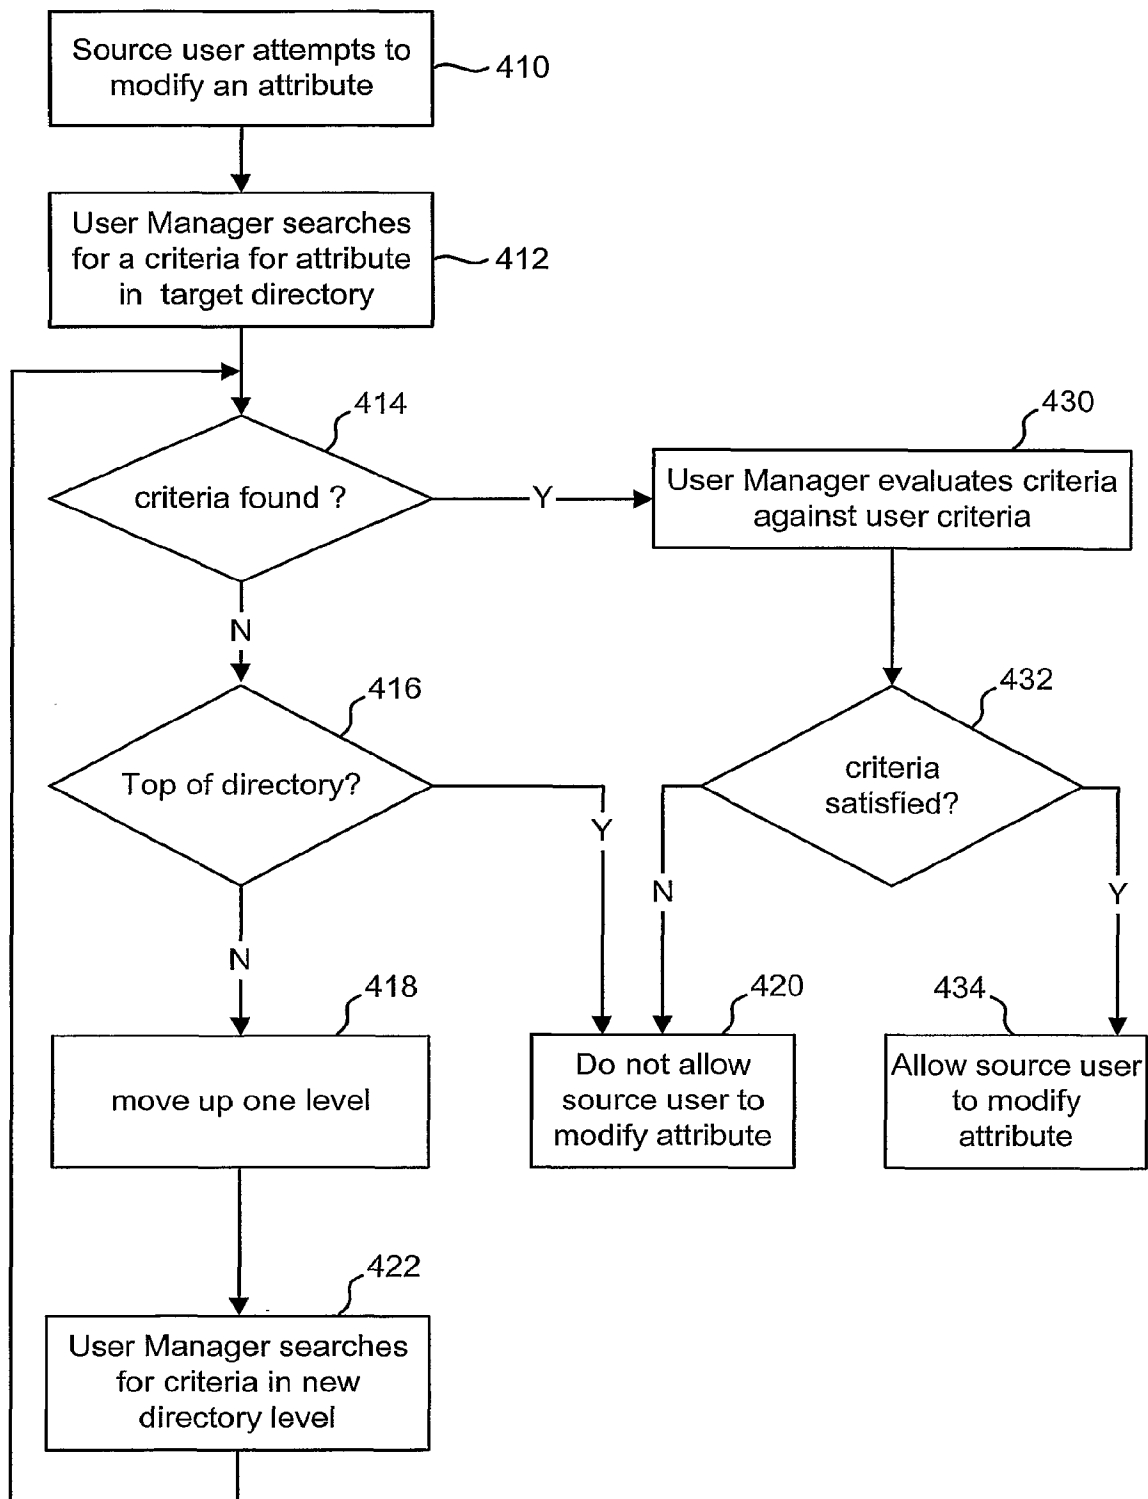 Source user attempts to
modify an attribute
410
User Manager searches
for a criteria for attribute
in target directory
412
414
criteria found ?
Y
430
User Manager evaluates criteria
against user criteria
N
416
Top of directory?
Y
432
criteria
satisfied?
N
Y
N
418
move up one level
420
Do not allow
source user to
modify attribute
434
Allow source user
to modify
attribute
422
User Manager searches
for criteria in new
directory level